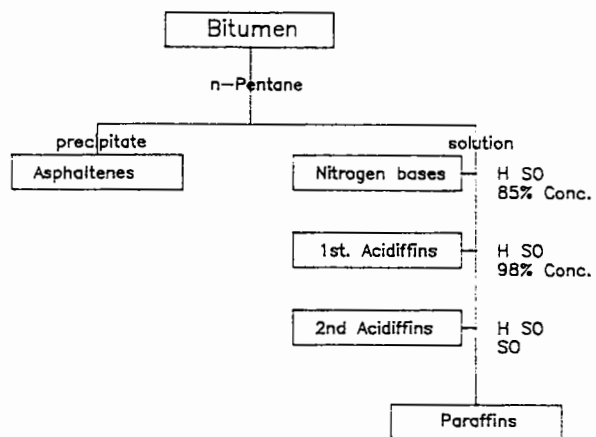 Bitumen
n-Pentane
precipitate
solution
Asphaltenes
Nitrogen bases
H SO
85% Conc.
1st. Acidiffins
H SO
98% Conc.
2nd Acidiffins
H SO
SO
Paraffins